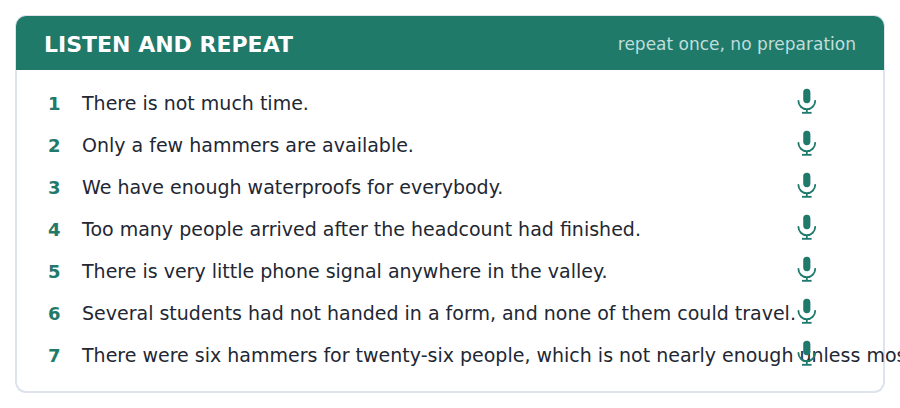 LISTEN AND REPEAT
repeat once, no preparation
1 There is not much time.
2 Only a few hammers are available.
3 We have enough waterproofs for everybody.
4 Too many people arrived after the headcount had finished.
5 There is very little phone signal anywhere in the valley.
6 Several students had not handed in a form, and none of them could travel.
7 There were six hammers for twenty-six people, which is not nearly enough unless